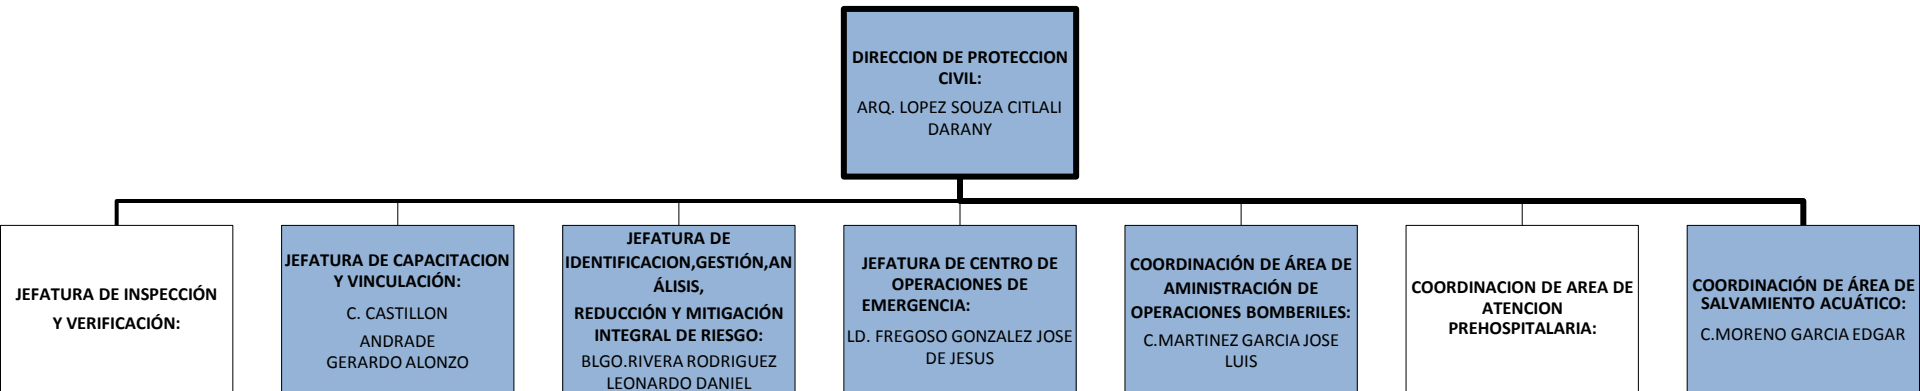 DIRECCION DE PROTECCION
CIVIL:
ARQ. LOPEZ SOUZA CITLALI
DARANY
JEFATURA DE INSPECCIÓN
Y VERIFICACIÓN:
JEFATURA DE CAPACITACION
Y VINCULACIÓN:
C. CASTILLON
ANDRADE
GERARDO ALONZO
JEFATURA DE
IDENTIFICACION,GESTIÓN,AN
ÁLISIS,
REDUCCIÓN Y MITIGACIÓN
INTEGRAL DE RIESGO:
BLGO.RIVERA RODRIGUEZ
LEONARDO DANIEL
JEFATURA DE CENTRO DE
OPERACIONES DE
EMERGENCIA:
LD. FREGOSO GONZALEZ JOSE
DE JESUS
COORDINACIÓN DE ÁREA DE
AMINISTRACIÓN DE
OPERACIONES BOMBERILES:
C.MARTINEZ GARCIA JOSE
LUIS
COORDINACION DE AREA DE
ATENCION
PREHOSPITALARIA:
COORDINACIÓN DE ÁREA DE
SALVAMIENTO ACUÁTICO:
C.MORENO GARCIA EDGAR